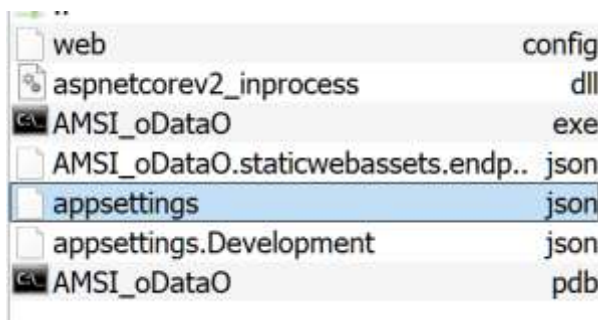 web config
aspnetcorev2_inprocess dll
AMSI_oDataO exe
AMSI_oDataO.staticwebassets.endp.. json
appsettings json
appsettings.Development json
AMSI_oDataO pdb